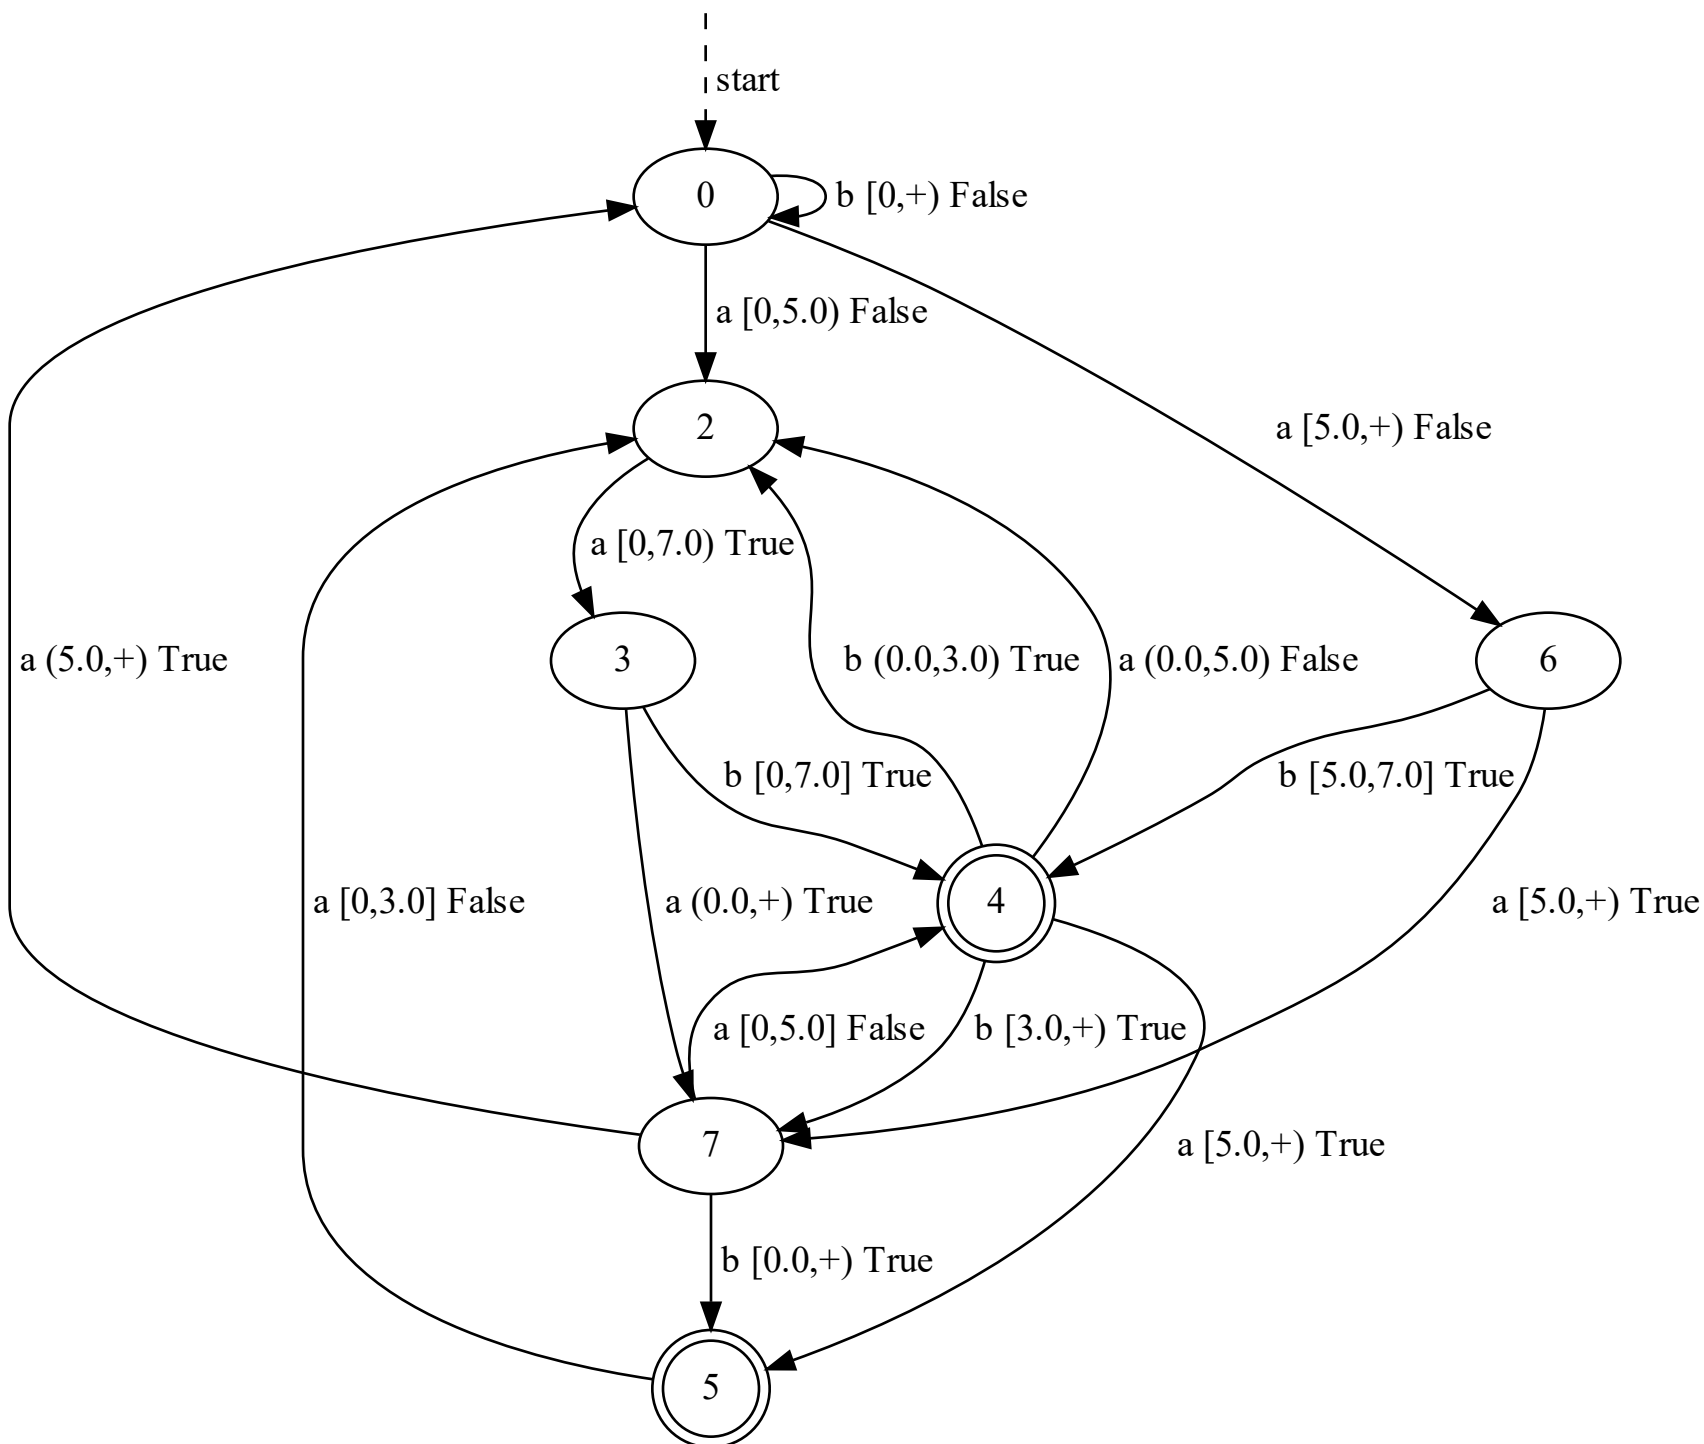 start
0
b [0,+) False
a [0,5.0) False
2
a [5.0,+) False
a [0,7.0) True
a (5.0,+) True
3
b (0.0,3.0) True
a (0.0,5.0) False
6
b [0,7.0] True
b [5.0,7.0] True
a [0,3.0] False
a (0.0,+) True
4
a [5.0,+) True
a [0,5.0] False
b [3.0,+) True
7
a [5.0,+) True
b [0.0,+) True
5